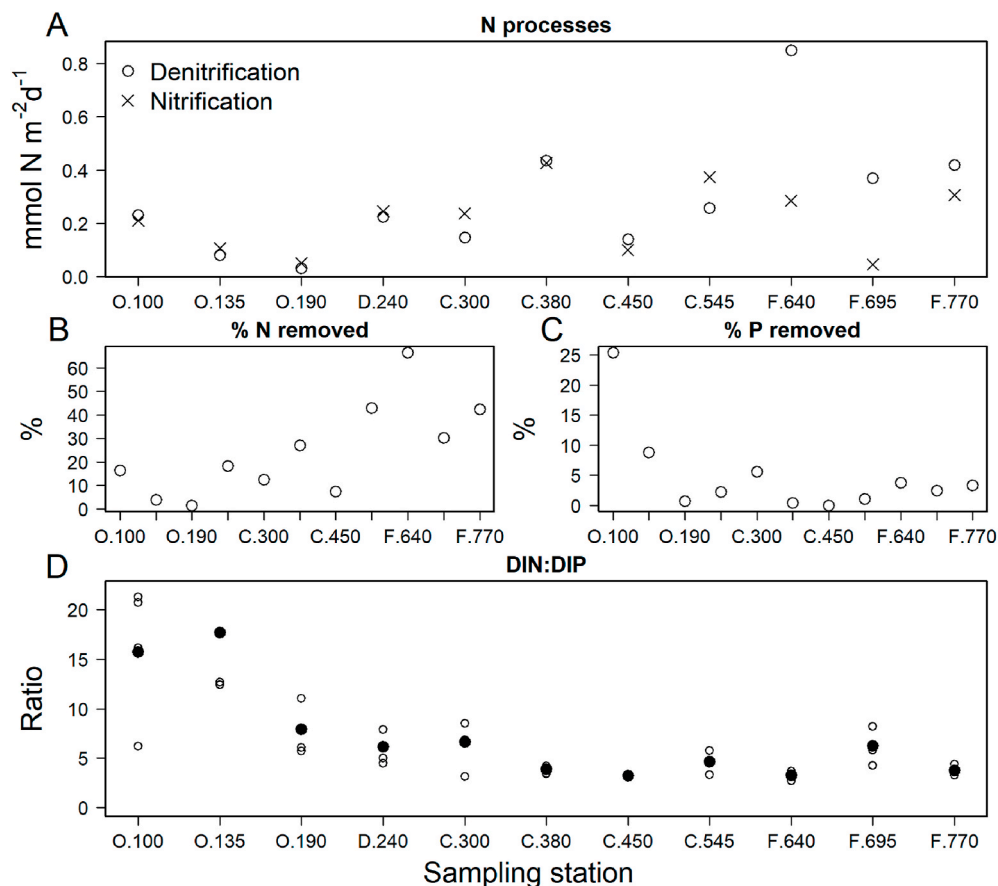 A
N processes
mmol N m-2d-1
0.8
0.6
0.4
0.2
0.0
Denitrification
Nitrification
O.100 O.135 O.190 D.240 C.300 C.380 C.450 C.545 F.640 F.695 F.770
B
% N removed
%
60
50
40
30
20
10
0
O.100 O.190 C.300 C.450 F.640 F.770
C
% P removed
%
25
20
15
10
5
0
O.100 O.190 C.300 C.450 F.640 F.770
D
DIN:DIP
Ratio
20
15
10
5
0
O.100 O.135 O.190 D.240 C.300 C.380 C.450 C.545 F.640 F.695 F.770
Sampling station